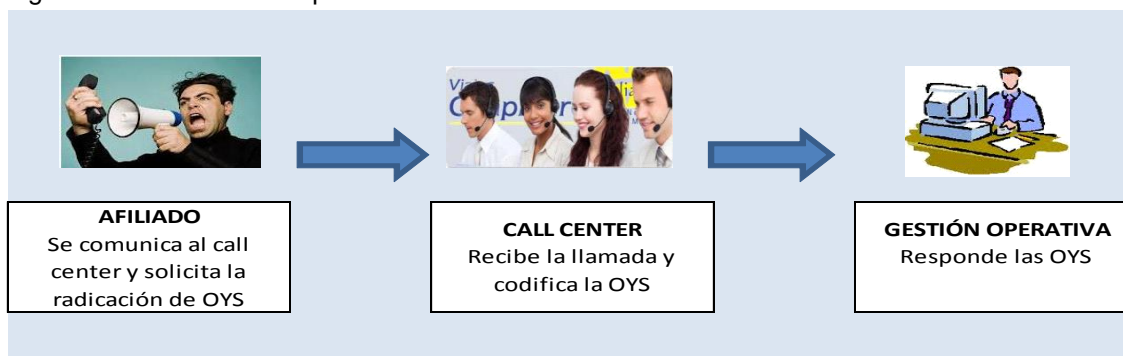 AFILIADO
Se comunica al call
center y solicita la
radicación de OYS
CALL CENTER
Recibe la llamada y
codifica la OYS
GESTIÓN OPERATIVA
Responde las OYS